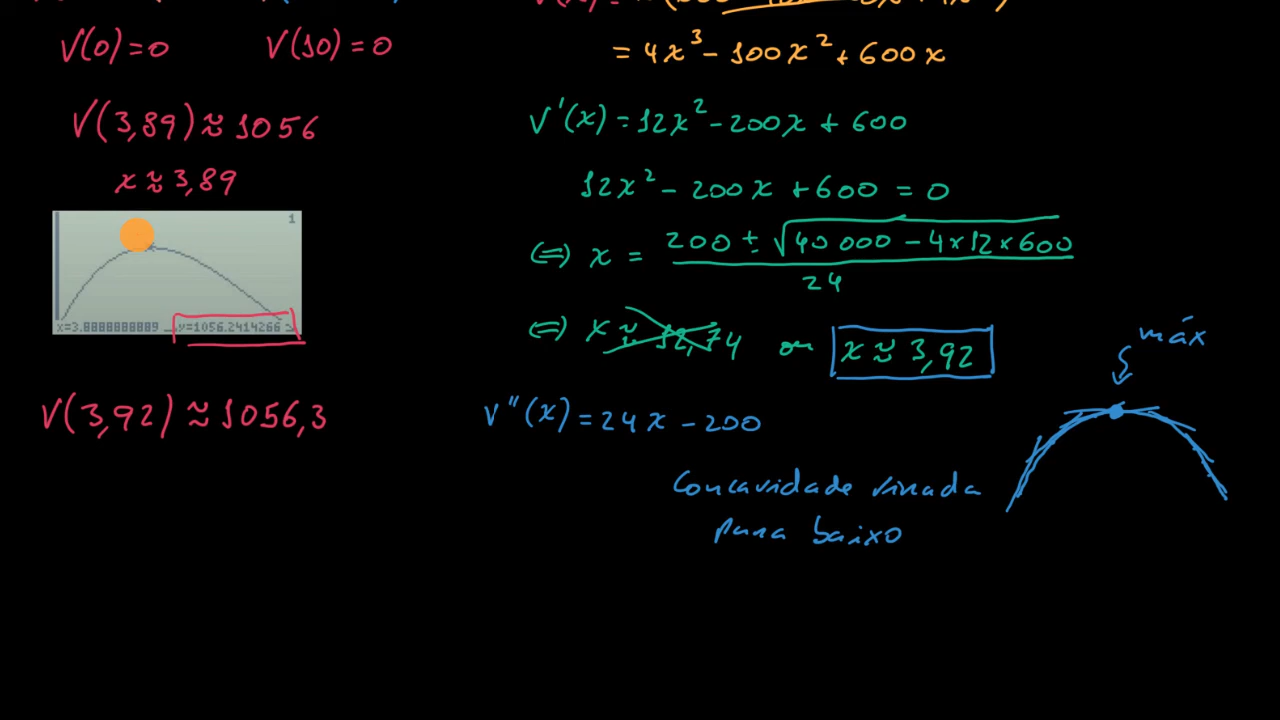 V(0) = 0 V(10) = 0
V(3,89) ≈ 1056
x ≈ 3,89
1
x=3.8888888889 y=1056.2414266
V(3,92) ≈ 1056,3
= 4x³ - 100x² + 600x
V'(x) = 12x² - 200x + 600
12x² - 200x + 600 = 0
⇔ x = 200 ± √40 000 - 4×12×600
24
⇔ x ≈ 12,74 ou x ≈ 3,92
V''(x) = 24x - 200
Concavidade virada
para baixo
máx